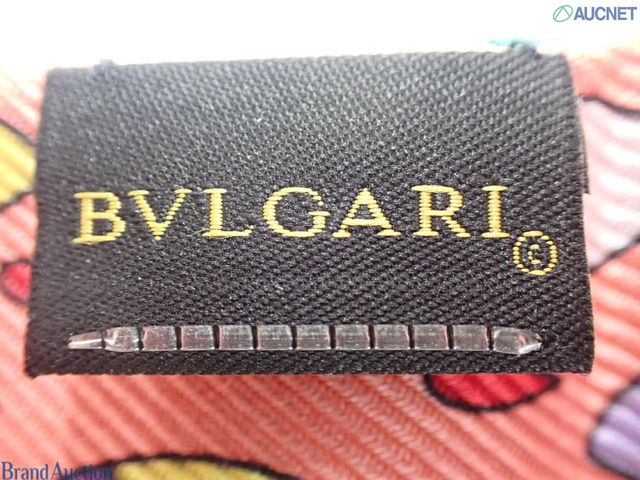 AUCNET
BVLGARI
©
Brand Auction